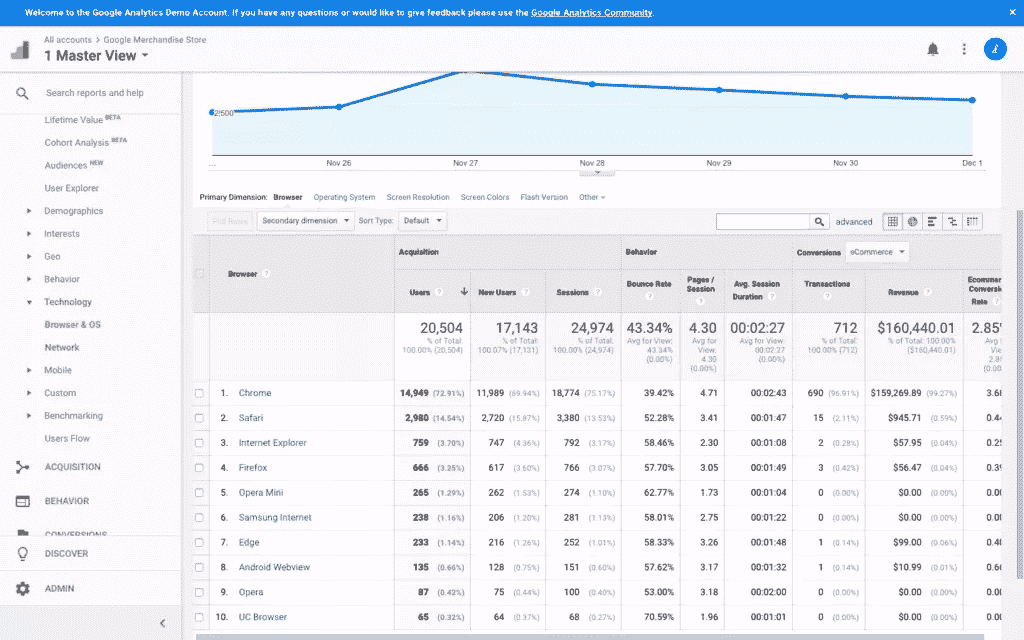 Welcome to the Google Analytics Demo Account. If you have any questions or would like to give feedback please use the Google Analytics Community.
All accounts > Google Merchandise Store
1 Master View
Search reports and help
Lifetime Value BETA
Cohort Analysis BETA
Audiences NEW
User Explorer
Demographics
Interests
Geo
Behavior
Technology
Browser & OS
Network
Mobile
Custom
Benchmarking
Users Flow
ACQUISITION
BEHAVIOR
CONVERSIONS
DISCOVER
ADMIN
2,500
... Nov 26 Nov 27 Nov 28 Nov 29 Nov 30 Dec 1
Primary Dimension: Browser Operating System Screen Resolution Screen Colors Flash Version Other
Plot Rows Secondary dimension Sort Type: Default advanced
Acquisition Behavior Conversions eCommerce
Browser ? Users ? New Users ? Sessions ? Bounce Rate ? Pages / Session ? Avg. Session Duration ? Transactions ? Revenue ? Ecommer Conversi Rate ?
20,504 17,143 24,974 43.34% 4.30 00:02:27 712 $160,440.01 2.85%
% of Total: 100.00% (20,504) % of Total: 100.07% (17,131) % of Total: 100.00% (24,974) Avg for View: 43.34% (0.00%) Avg for View: 4.30 (0.00%) Avg for View: 00:02:27 (0.00%) % of Total: 100.00% (712) % of Total: 100.00% ($160,440.01)
1. Chrome 14,949 (72.91%) 11,989 (69.94%) 18,774 (75.17%) 39.42% 4.71 00:02:43 690 (96.91%) $159,269.89 (99.27%) 3.68
2. Safari 2,980 (14.54%) 2,720 (15.87%) 3,380 (13.53%) 52.28% 3.41 00:01:47 15 (2.11%) $945.71 (0.59%) 0.4
3. Internet Explorer 759 (3.70%) 747 (4.36%) 792 (3.17%) 58.46% 2.30 00:01:08 2 (0.28%) $57.95 (0.04%) 0.25
4. Firefox 666 (3.25%) 617 (3.60%) 766 (3.07%) 57.70% 3.05 00:01:49 3 (0.42%) $56.47 (0.04%) 0.39
5. Opera Mini 265 (1.29%) 262 (1.53%) 274 (1.10%) 62.77% 1.73 00:01:04 0 (0.00%) $0.00 (0.00%) 0.00
6. Samsung Internet 238 (1.16%) 206 (1.20%) 281 (1.13%) 58.01% 2.75 00:01:22 0 (0.00%) $0.00 (0.00%) 0.00
7. Edge 233 (1.14%) 216 (1.26%) 252 (1.01%) 58.33% 3.26 00:01:48 1 (0.14%) $99.00 (0.06%) 0.40
8. Android Webview 135 (0.66%) 128 (0.75%) 151 (0.60%) 57.62% 3.17 00:01:32 1 (0.14%) $10.99 (0.01%) 0.66
9. Opera 87 (0.42%) 75 (0.44%) 100 (0.40%) 53.00% 3.18 00:02:00 0 (0.00%) $0.00 (0.00%) 0.00
10. UC Browser 65 (0.32%) 64 (0.37%) 68 (0.27%) 70.59% 1.96 00:01:01 0 (0.00%) $0.00 (0.00%) 0.00